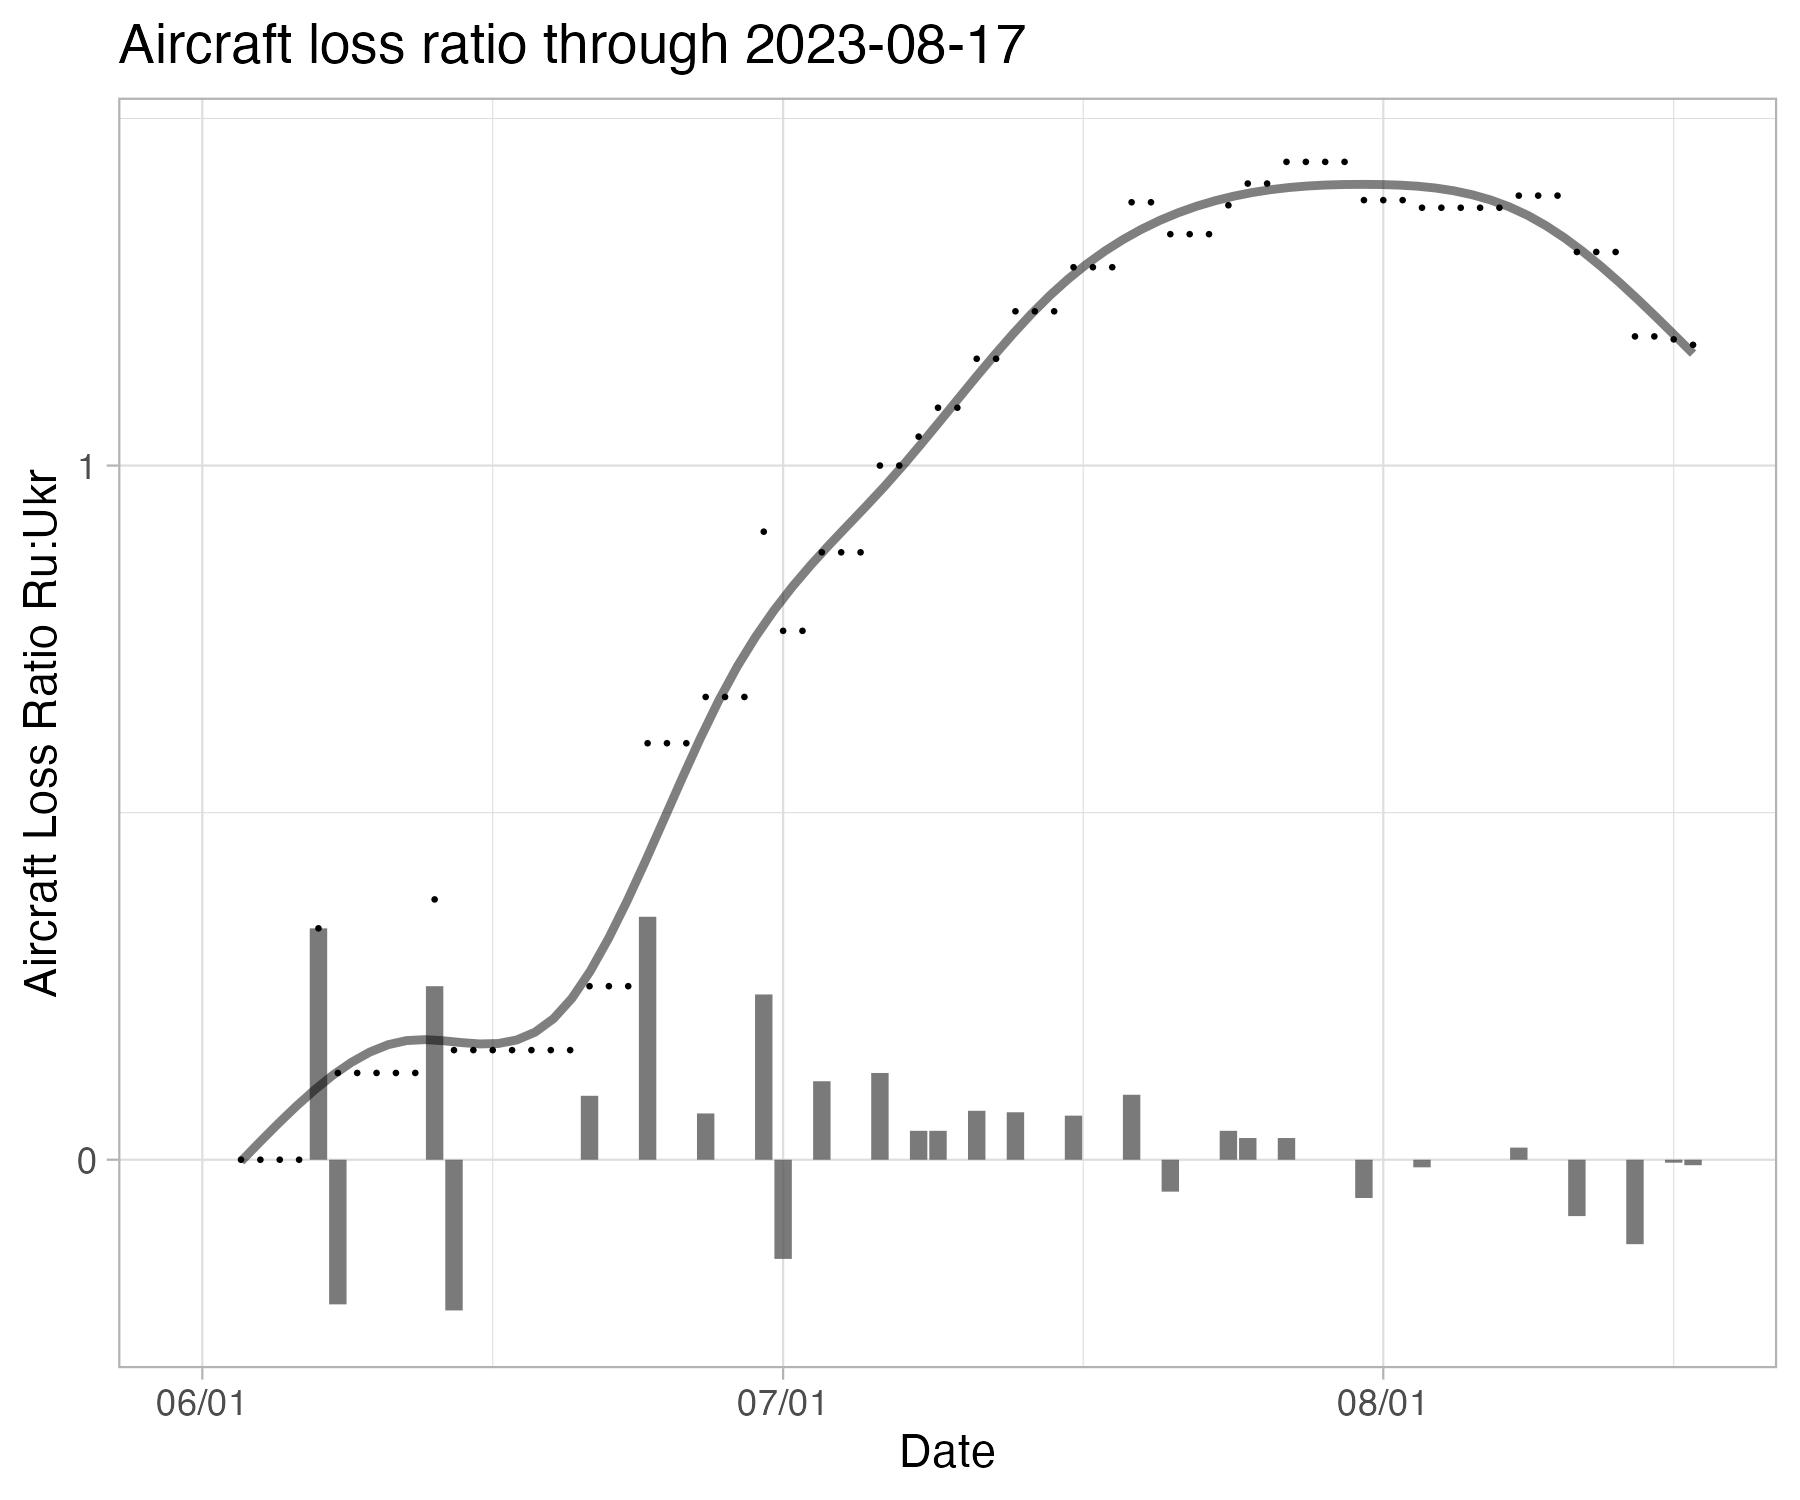 Aircraft loss ratio through 2023-08-17
Aircraft Loss Ratio Ru:Ukr
1
0
06/01
07/01
08/01
Date